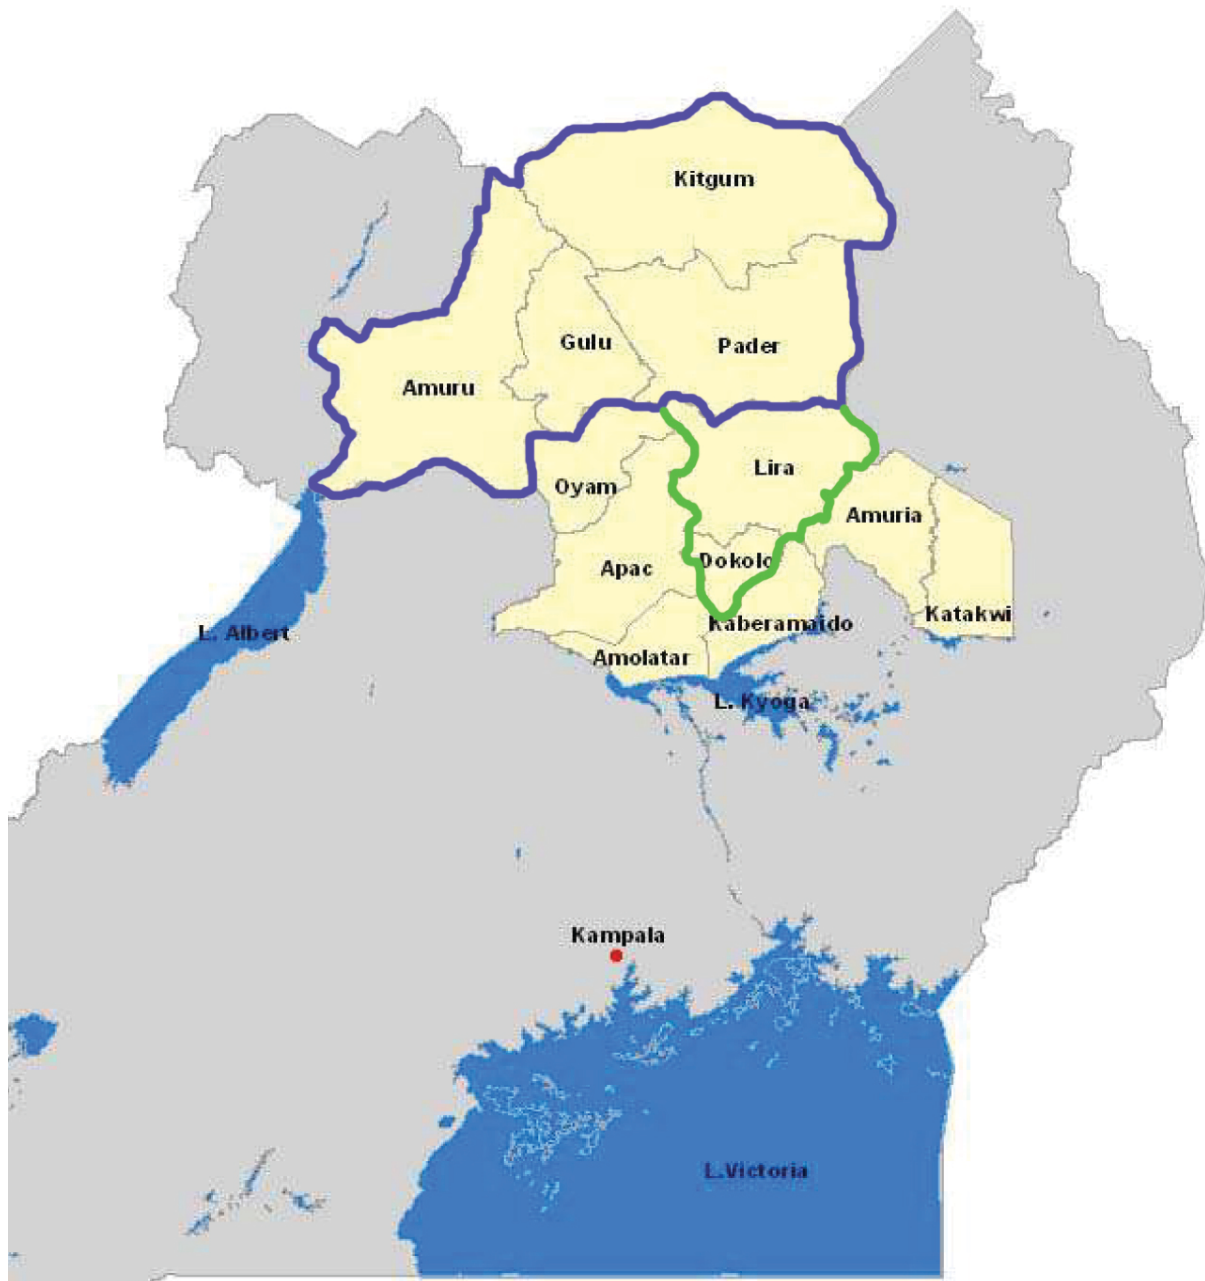 Kitgum
Gulu
Pader
Amuru
Lira
Oyam
Amuria
Dokolo
Apac
Katakwi
Kaberamaido
L. Albert
Amolatar
L. Kyoga
Kampala
L.Victoria